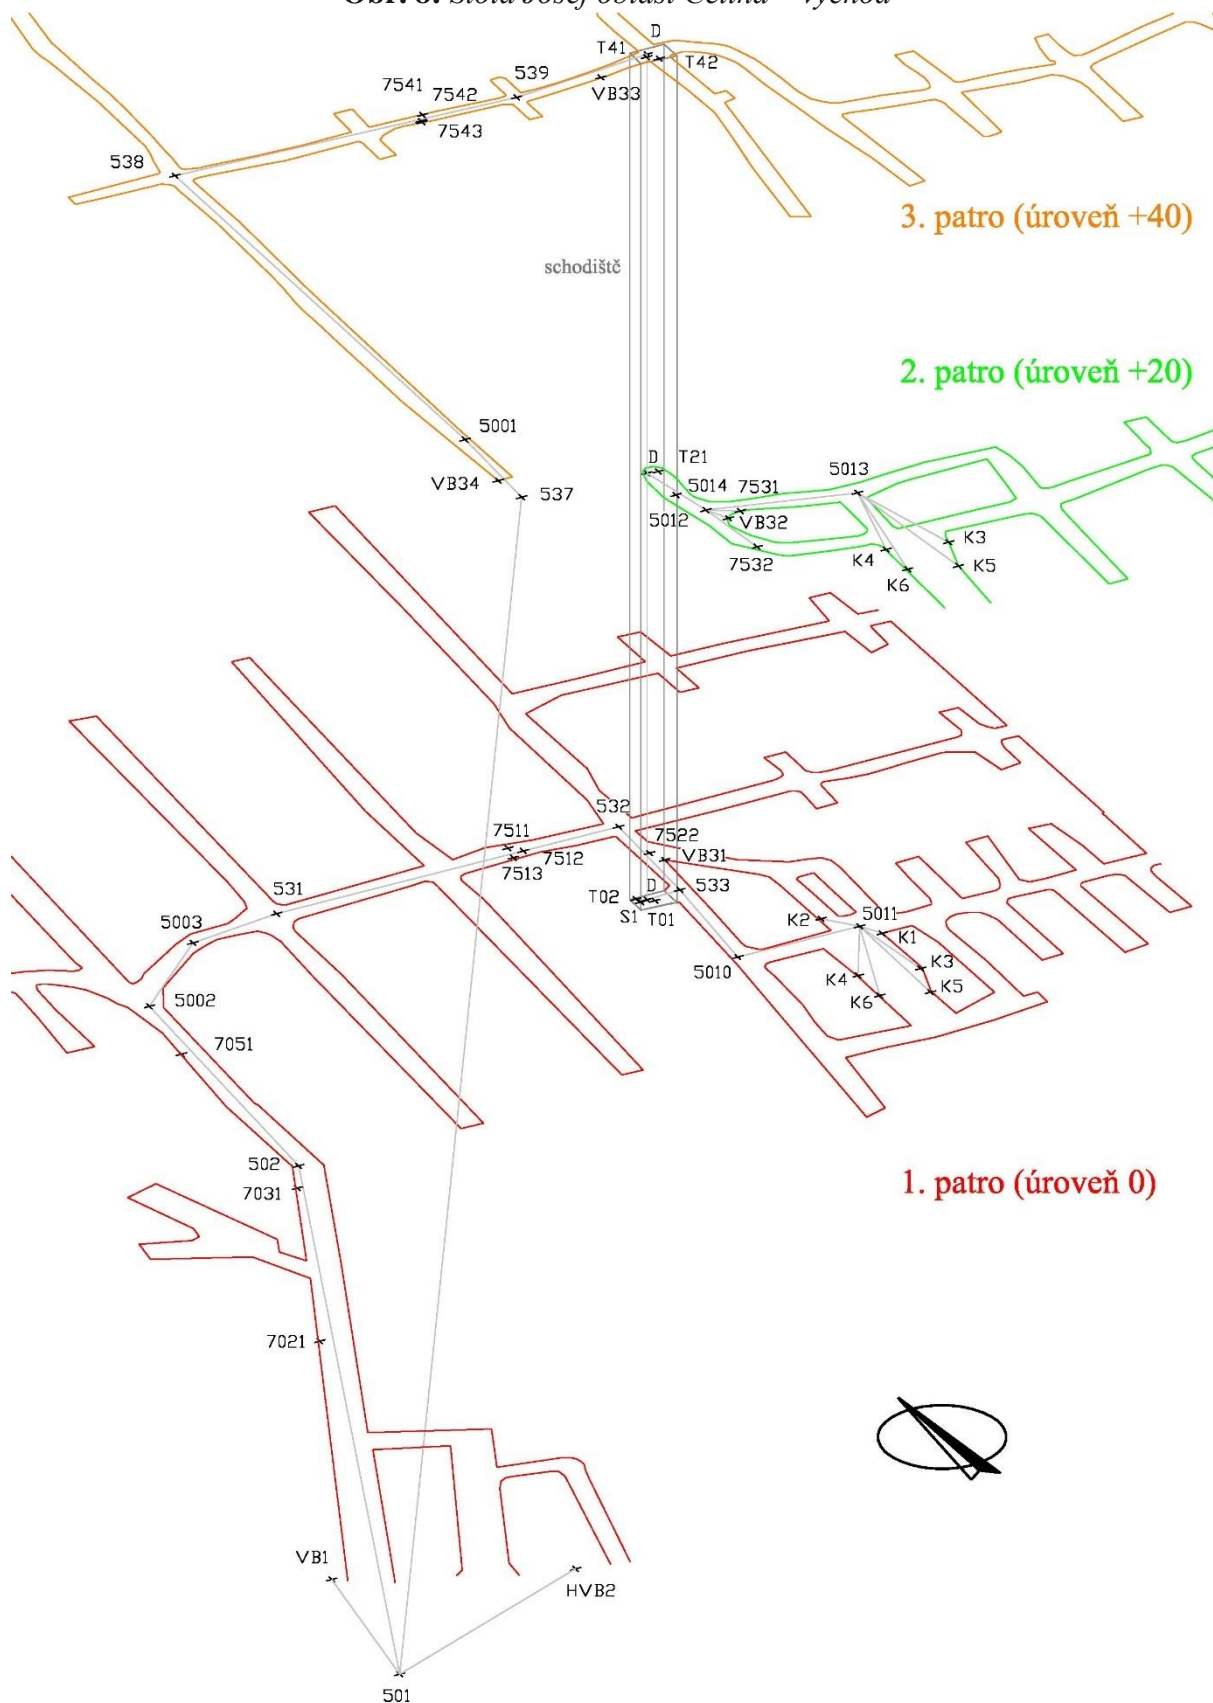 Obr. 8. Štola Josef oblast Čelina - východ
D
T41
T42
539
7541
7542
VB33
7543
538
3. patro (úroveň +40)
schodiště
2. patro (úroveň +20)
5001
VB34
537
D
T21
5014
7531
5013
5012
VB32
7532
K3
K4
K5
K6
532
7511
7522
7512
VB31
7513
D
533
T02
S1
T01
531
5003
K2
5011
K1
5010
K3
K4
K5
K6
5002
7051
502
7031
1. patro (úroveň 0)
7021
VB1
HVB2
501